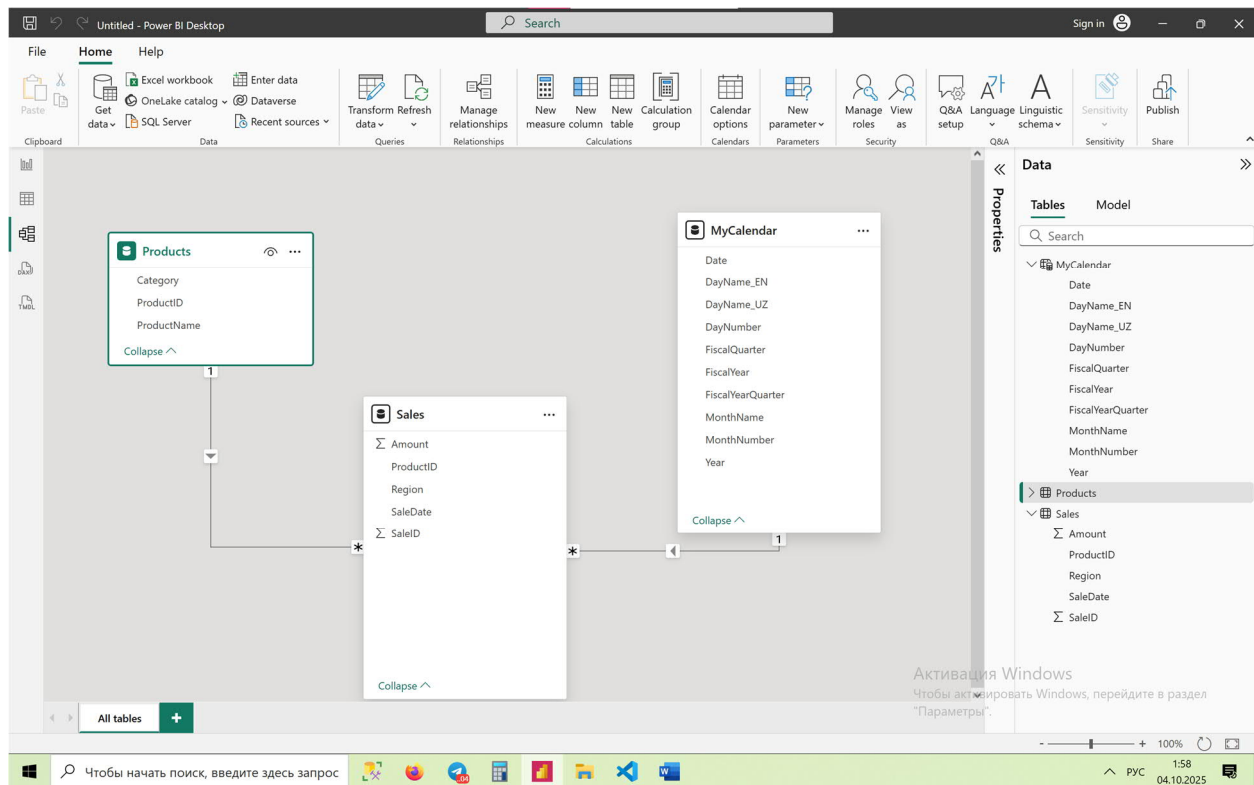 Untitled - Power BI Desktop
Search
Sign in
File Home Help
Paste
Clipboard
Get data
Excel workbook
OneLake catalog
SQL Server
Enter data
Dataverse
Recent sources
Data
Transform data
Refresh
Queries
Manage relationships
Relationships
New measure
New column
New table
Calculation group
Calculations
Calendar options
Calendars
New parameter
Parameters
Manage roles
View as
Security
Q&A setup
Language
Linguistic schema
Q&A
Sensitivity
Sensitivity
Publish
Share
DAX
TMDL
Products
Category
ProductID
ProductName
Collapse
1
*
Sales
Σ Amount
ProductID
Region
SaleDate
Σ SaleID
Collapse
*
1
MyCalendar
Date
DayName_EN
DayName_UZ
DayNumber
FiscalQuarter
FiscalYear
FiscalYearQuarter
MonthName
MonthNumber
Year
Collapse
Properties
Data
Tables Model
Search
MyCalendar
Date
DayName_EN
DayName_UZ
DayNumber
FiscalQuarter
FiscalYear
FiscalYearQuarter
MonthName
MonthNumber
Year
Products
Sales
Σ Amount
ProductID
Region
SaleDate
Σ SaleID
Активация Windows
Чтобы активировать Windows, перейдите в раздел
"Параметры".
All tables +
- + 100%
Чтобы начать поиск, введите здесь запрос
:04
W
РУС
1:58
04.10.2025